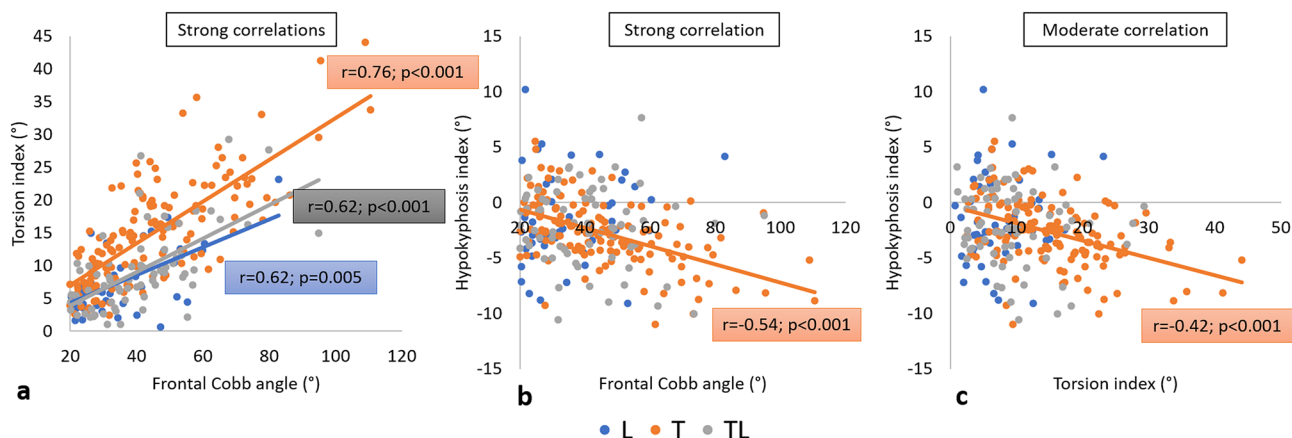 Strong correlations
45
40
35
30
25
20
15
10
5
0
Torsion index (°)
r=0.76; p<0.001
r=0.62; p<0.001
r=0.62; p=0.005
20 40 60 80 100 120
Frontal Cobb angle (°)
a
Strong correlation
15
10
5
0
-5
-10
-15
Hypokyphosis index (°)
20 40 60 80 100 120
r=-0.54; p<0.001
Frontal Cobb angle (°)
b
Moderate correlation
15
10
5
0
-5
-10
-15
Hypokyphosis index (°)
0 10 20 30 40 50
r=-0.42; p<0.001
Torsion index (°)
c
L T TL